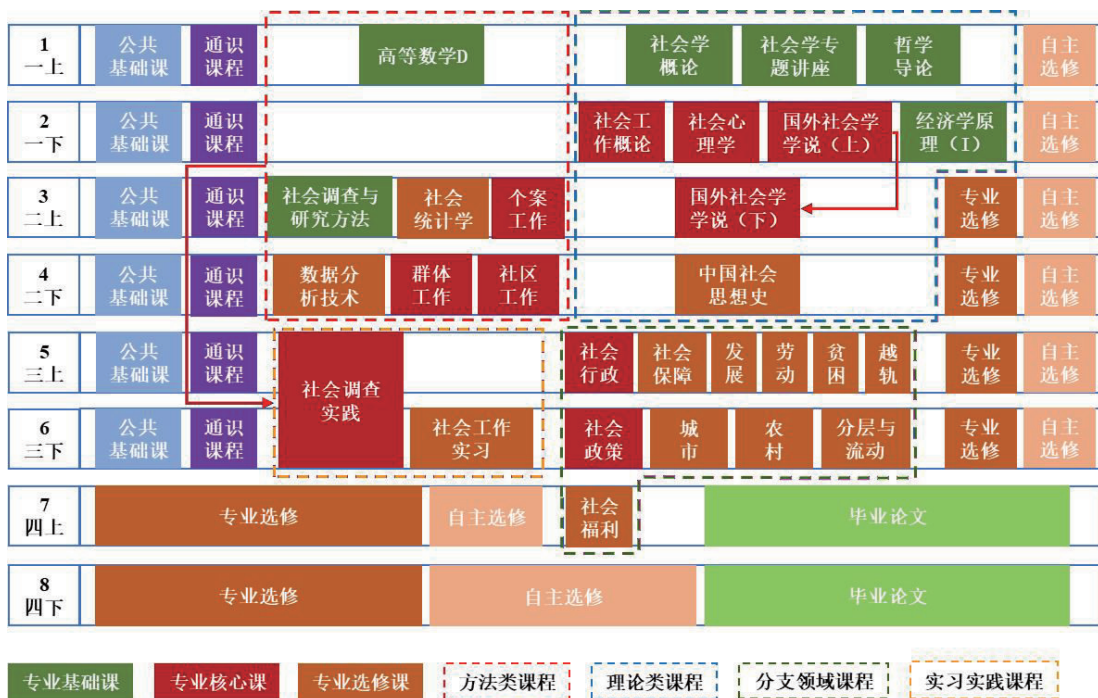 1
一上
公共
基础课
通识
课程
高等数学D
社会学
概论
社会学专
题讲座
哲学
导论
自主
选修
2
一下
公共
基础课
通识
课程
社会工
作概论
社会心
理学
国外社会学
学说（上）
经济学原
理（I）
自主
选修
3
二上
公共
基础课
通识
课程
社会调查与
研究方法
社会
统计学
个案
工作
国外社会学
学说（下）
专业
选修
自主
选修
4
二下
公共
基础课
通识
课程
数据分
析技术
群体
工作
社区
工作
中国社会
思想史
专业
选修
自主
选修
5
三上
公共
基础课
通识
课程
社会调查
实践
社会
行政
社会
保障
发
展
劳
动
贫
困
越
轨
专业
选修
自主
选修
6
三下
公共
基础课
通识
课程
社会工作
实习
社会
政策
城
市
农
村
分层与
流动
专业
选修
自主
选修
7
四上
专业选修
自主选修
社会
福利
毕业论文
8
四下
专业选修
自主选修
毕业论文
专业基础课
专业核心课
专业选修课
方法类课程
理论类课程
分支领域课程
实习实践课程